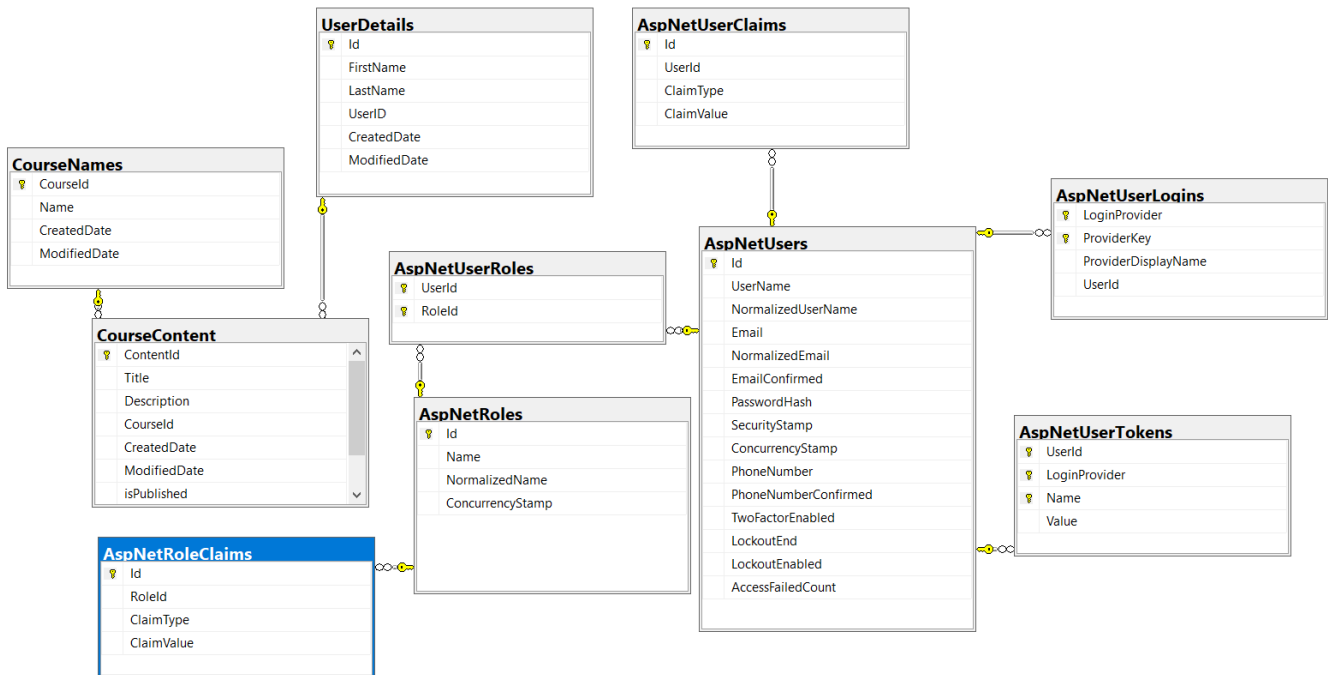 UserDetails
Id
FirstName
LastName
UserID
CreatedDate
ModifiedDate
AspNetUserClaims
Id
UserId
ClaimType
ClaimValue
CourseNames
CourseId
Name
CreatedDate
ModifiedDate
AspNetUserLogins
LoginProvider
ProviderKey
ProviderDisplayName
UserId
AspNetUsers
Id
UserName
NormalizedUserName
Email
NormalizedEmail
EmailConfirmed
PasswordHash
SecurityStamp
ConcurrencyStamp
PhoneNumber
PhoneNumberConfirmed
TwoFactorEnabled
LockoutEnd
LockoutEnabled
AccessFailedCount
AspNetUserRoles
UserId
RoleId
CourseContent
ContentId
Title
Description
CourseId
CreatedDate
ModifiedDate
isPublished
AspNetRoles
Id
Name
NormalizedName
ConcurrencyStamp
AspNetUserTokens
UserId
LoginProvider
Name
Value
AspNetRoleClaims
Id
RoleId
ClaimType
ClaimValue